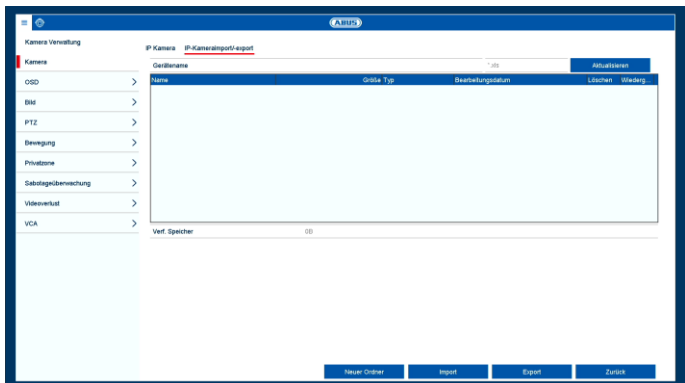 ABUS
Kamera Verwaltung
IP Kamera IP-Kameraimport/-export
Kamera
Gerätename *.xls Aktualisieren
OSD
Name Größe Typ Bearbeitungsdatum Löschen Wiederg...
Bild
PTZ
Bewegung
Privatzone
Sabotageüberwachung
Videoverlust
VCA
Verf. Speicher 0B
Neuer Ordner Import Export Zurück